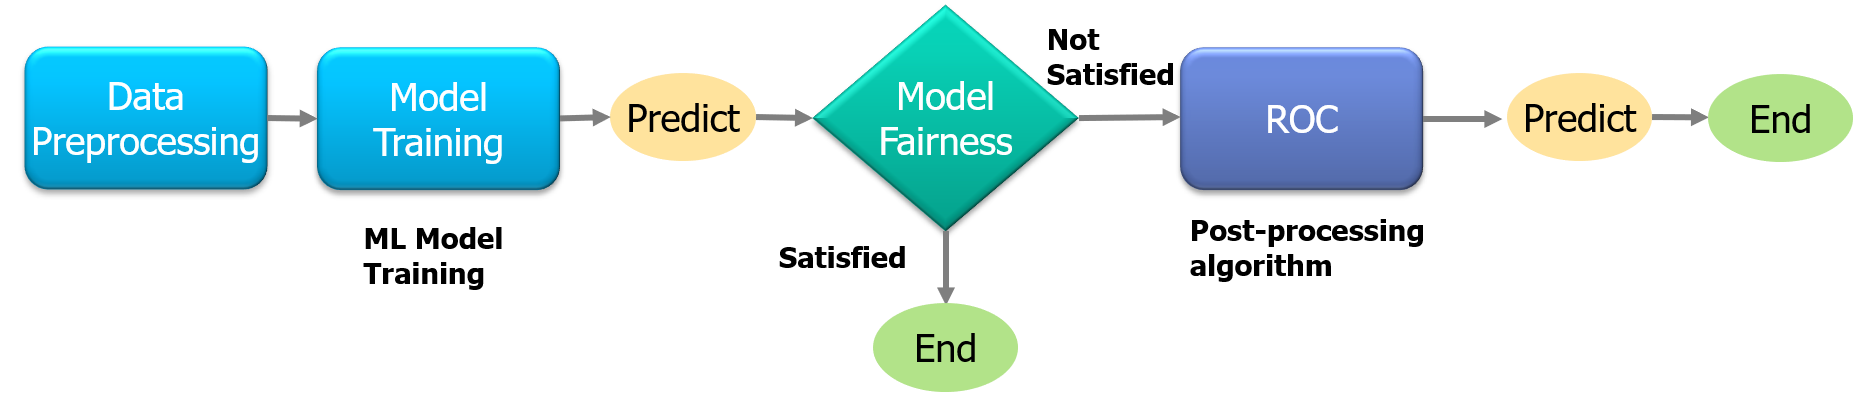 Data
Preprocessing
Model
Training
ML Model
Training
Predict
Model
Fairness
Satisfied
End
Not
Satisfied
ROC
Post-processing
algorithm
Predict
End